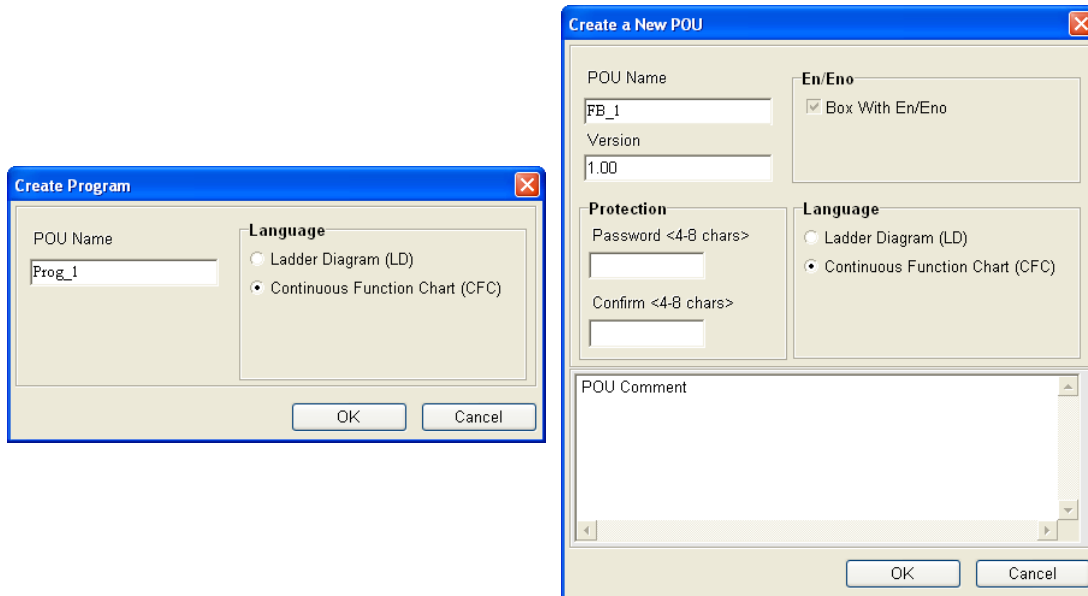 Create Program
POU Name
Prog_1
Language
Ladder Diagram (LD)
Continuous Function Chart (CFC)
OK
Cancel
Create a New POU
POU Name
FB_1
Version
1.00
En/Eno
Box With En/Eno
Protection
Password <4-8 chars>
Confirm <4-8 chars>
Language
Ladder Diagram (LD)
Continuous Function Chart (CFC)
POU Comment
OK
Cancel